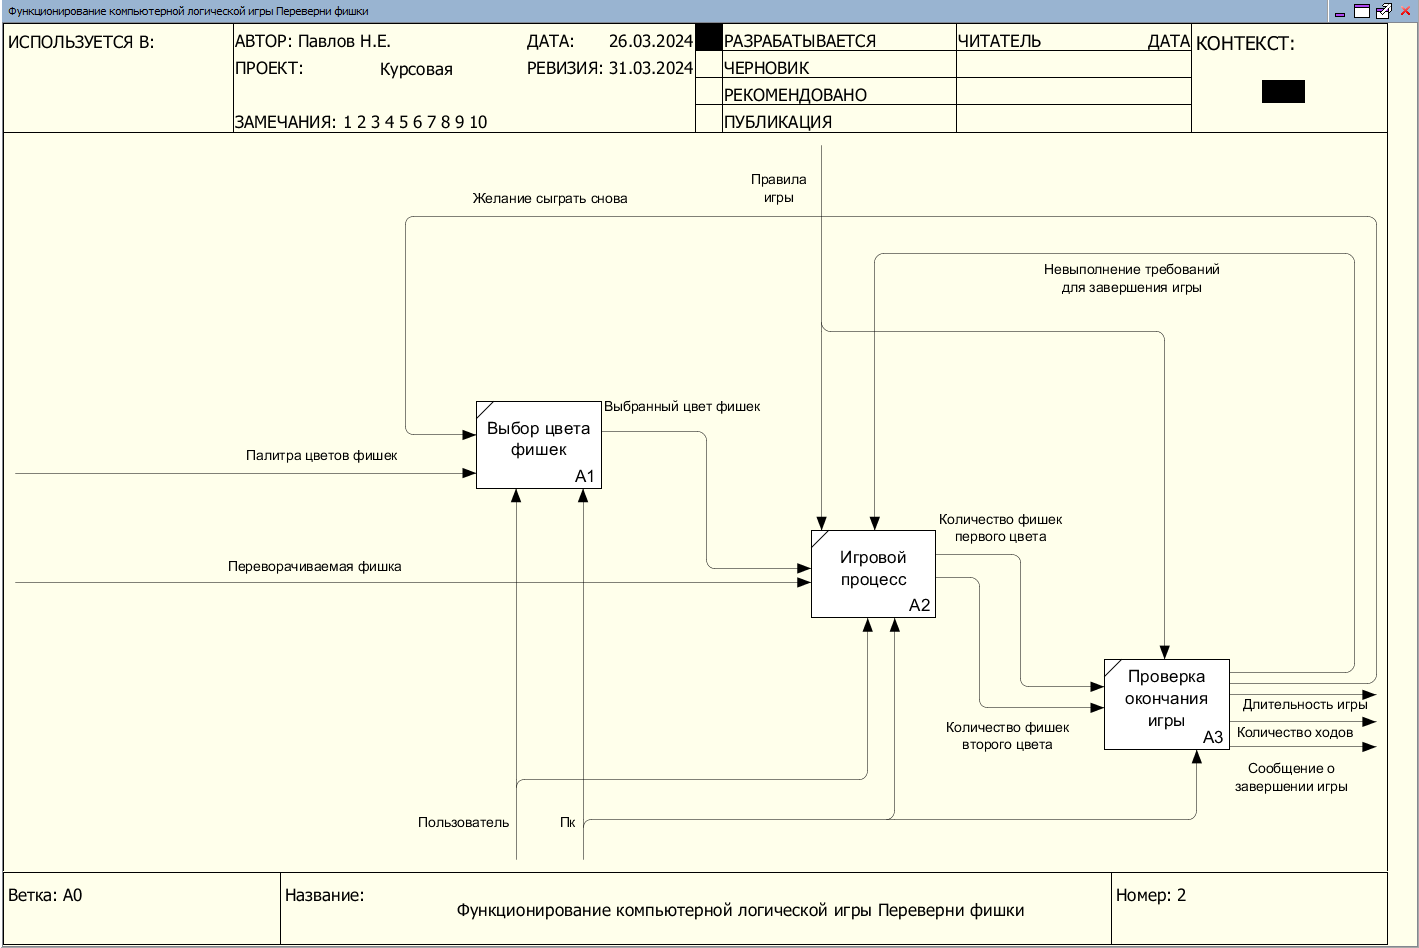 Функционирование компьютерной логической игры Переверни фишки
ИСПОЛЬЗУЕТСЯ В:
АВТОР: Павлов Н.Е.
ДАТА: 26.03.2024
ПРОЕКТ: Курсовая
РЕВИЗИЯ: 31.03.2024
ЗАМЕЧАНИЯ: 1 2 3 4 5 6 7 8 9 10
РАЗРАБАТЫВАЕТСЯ
ЧЕРНОВИК
РЕКОМЕНДОВАНО
ПУБЛИКАЦИЯ
ЧИТАТЕЛЬ ДАТА
КОНТЕКСТ:
Правила
игры
Желание сыграть снова
Невыполнение требований
для завершения игры
Выбранный цвет фишек
Выбор цвета
фишек
A1
Палитра цветов фишек
Количество фишек
первого цвета
Переворачиваемая фишка
Игровой
процесс
A2
Проверка
окончания
игры
A3
Длительность игры
Количество ходов
Количество фишек
второго цвета
Сообщение о
завершении игры
Пользователь
Пк
Ветка: A0
Название:
Функционирование компьютерной логической игры Переверни фишки
Номер: 2